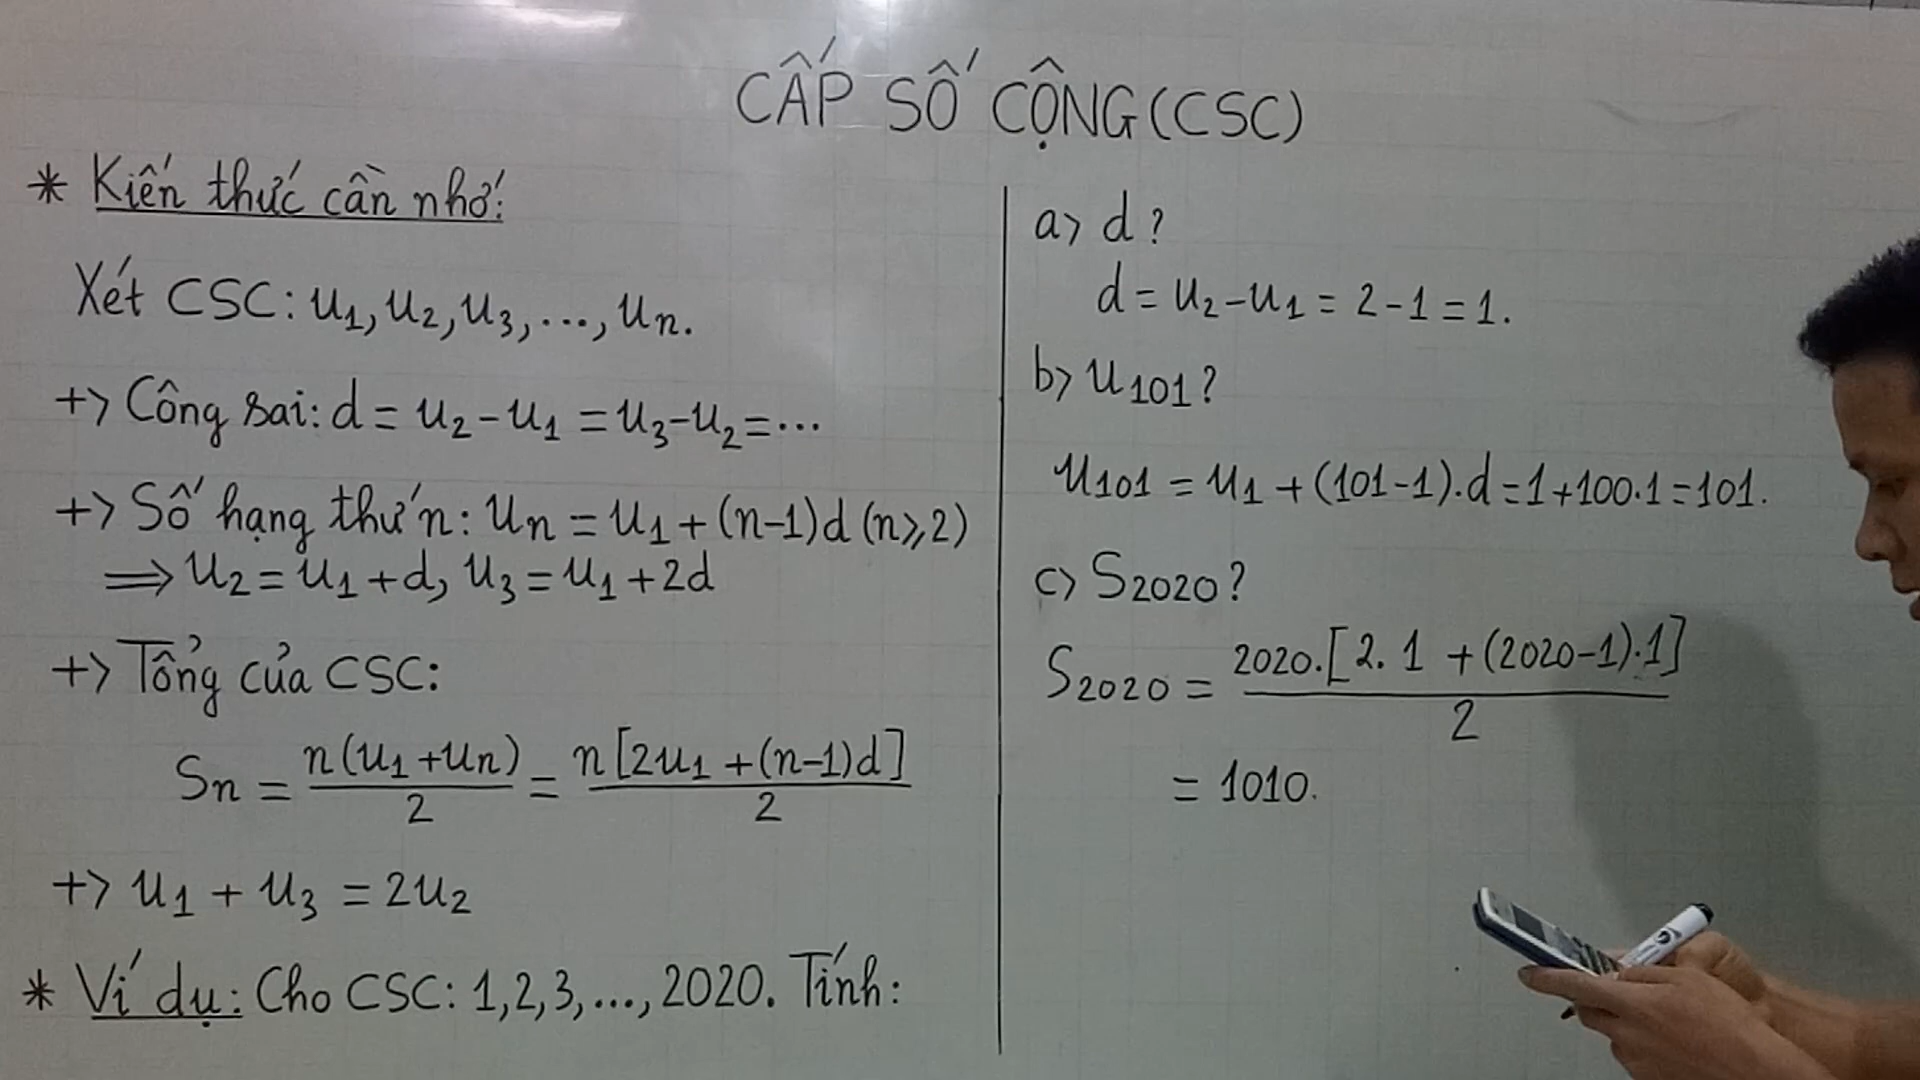 CẤP SỐ CỘNG (CSC)
* Kiến thức cần nhớ:
Xét CSC: u₁, u₂, u₃, ..., uₙ.
+> Công sai: d = u₂ - u₁ = u₃ - u₂ = ...
+> Số hạng thứ n: uₙ = u₁ + (n-1)d (n⩾2)
⟹ u₂ = u₁ + d, u₃ = u₁ + 2d
+> Tổng của CSC:
Sₙ = n(u₁ + uₙ)/2 = n[2u₁ + (n-1)d]/2
+> u₁ + u₃ = 2u₂
* Ví dụ: Cho CSC: 1, 2, 3, ..., 2020. Tính:
a> d?
d = u₂ - u₁ = 2 - 1 = 1.
b> u₁₀₁?
u₁₀₁ = u₁ + (101-1).d = 1 + 100.1 = 101.
c> S₂₀₂₀?
S₂₀₂₀ = 2020.[2.1 + (2020-1).1]/2
= 1010.